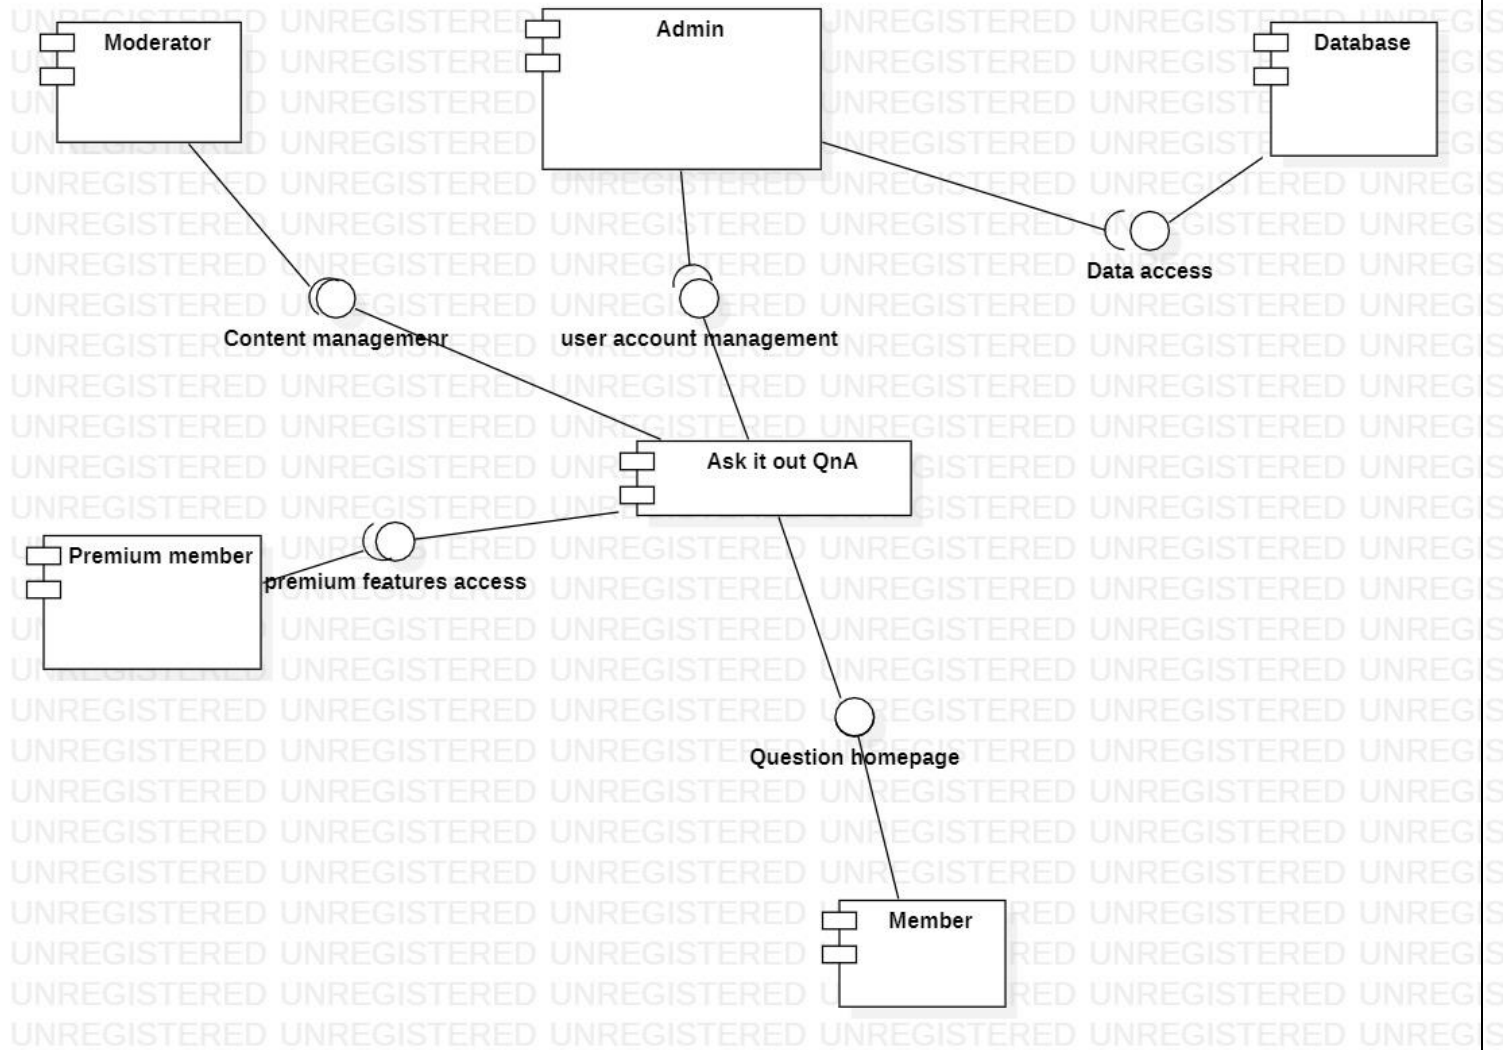 Moderator
Admin
Database
Data access
Content managemenr
user account management
Ask it out QnA
Premium member
premium features access
Question homepage
Member
UNREGISTERED